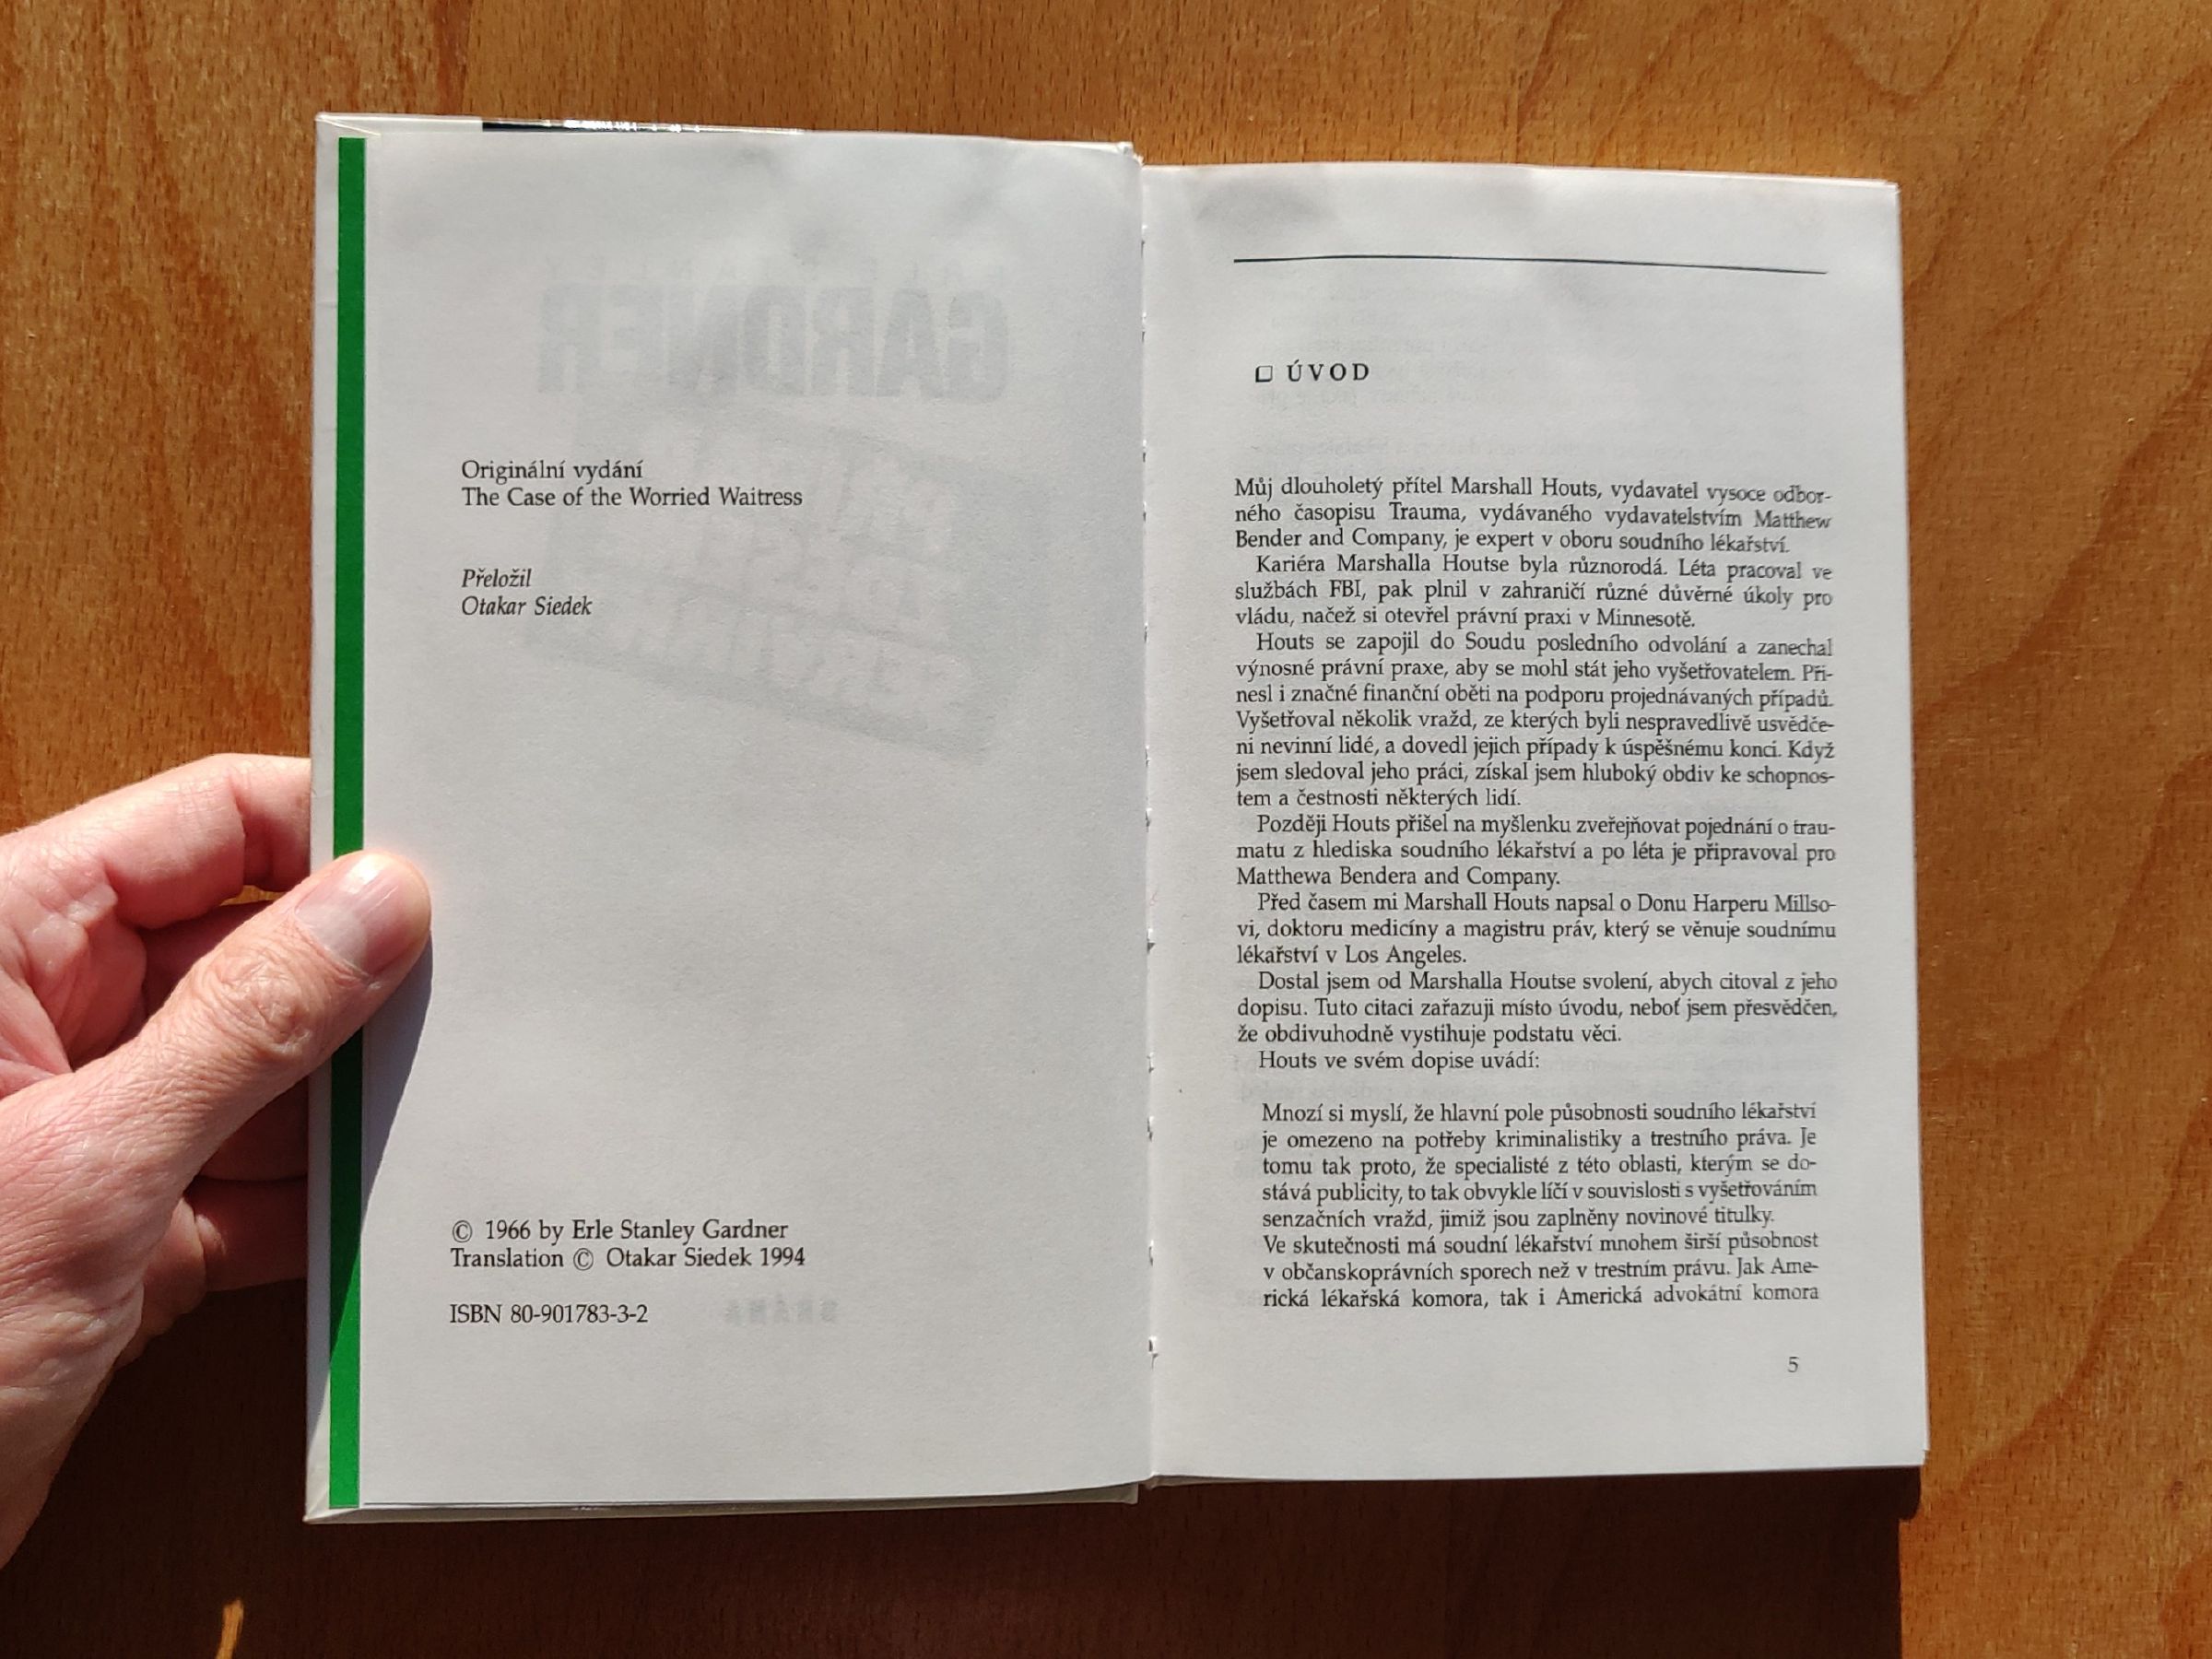 Originální vydání
The Case of the Worried Waitress
Přeložil
Otakar Siedek
© 1966 by Erle Stanley Gardner
Translation © Otakar Siedek 1994
ISBN 80-901783-3-2
ÚVOD
Můj dlouholetý přítel Marshall Houts, vydavatel vysoce odbor-
ného časopisu Trauma, vydávaného vydavatelstvím Matthew
Bender and Company, je expert v oboru soudního lékařství.
Kariéra Marshalla Houtse byla různorodá. Léta pracoval ve
službách FBI, pak plnil v zahraničí různé důvěrné úkoly pro
vládu, načež si otevřel právní praxi v Minnesotě.
Houts se zapojil do Soudu posledního odvolání a zanechal
výnosné právní praxe, aby se mohl stát jeho vyšetřovatelem. Při-
nesl i značné finanční oběti na podporu projednávaných případů.
Vyšetřoval několik vražd, ze kterých byli nespravedlivě usvědče-
ni nevinní lidé, a dovedl jejich případy k úspěšnému konci. Když
jsem sledoval jeho práci, získal jsem hluboký obdiv ke schopnos-
tem a čestnosti některých lidí.
Později Houts přišel na myšlenku zveřejňovat pojednání o trau-
matu z hlediska soudního lékařství a po léta je připravoval pro
Matthewa Bendera and Company.
Před časem mi Marshall Houts napsal o Donu Harperu Millso-
vi, doktoru medicíny a magistru práv, který se věnuje soudnímu
lékařství v Los Angeles.
Dostal jsem od Marshalla Houtse svolení, abych citoval z jeho
dopisu. Tuto citaci zařazuji místo úvodu, neboť jsem přesvědčen,
že obdivuhodně vystihuje podstatu věci.
Houts ve svém dopise uvádí:
Mnozí si myslí, že hlavní pole působnosti soudního lékařství
je omezeno na potřeby kriminalistiky a trestního práva. Je
tomu tak proto, že specialisté z této oblasti, kterým se do-
stává publicity, to tak obvykle líčí v souvislosti s vyšetřováním
senzačních vražd, jimiž jsou zaplněny novinové titulky.
Ve skutečnosti má soudní lékařství mnohem širší působnost
v občanskoprávních sporech než v trestním právu. Jak Ame-
rická lékařská komora, tak i Americká advokátní komora
5